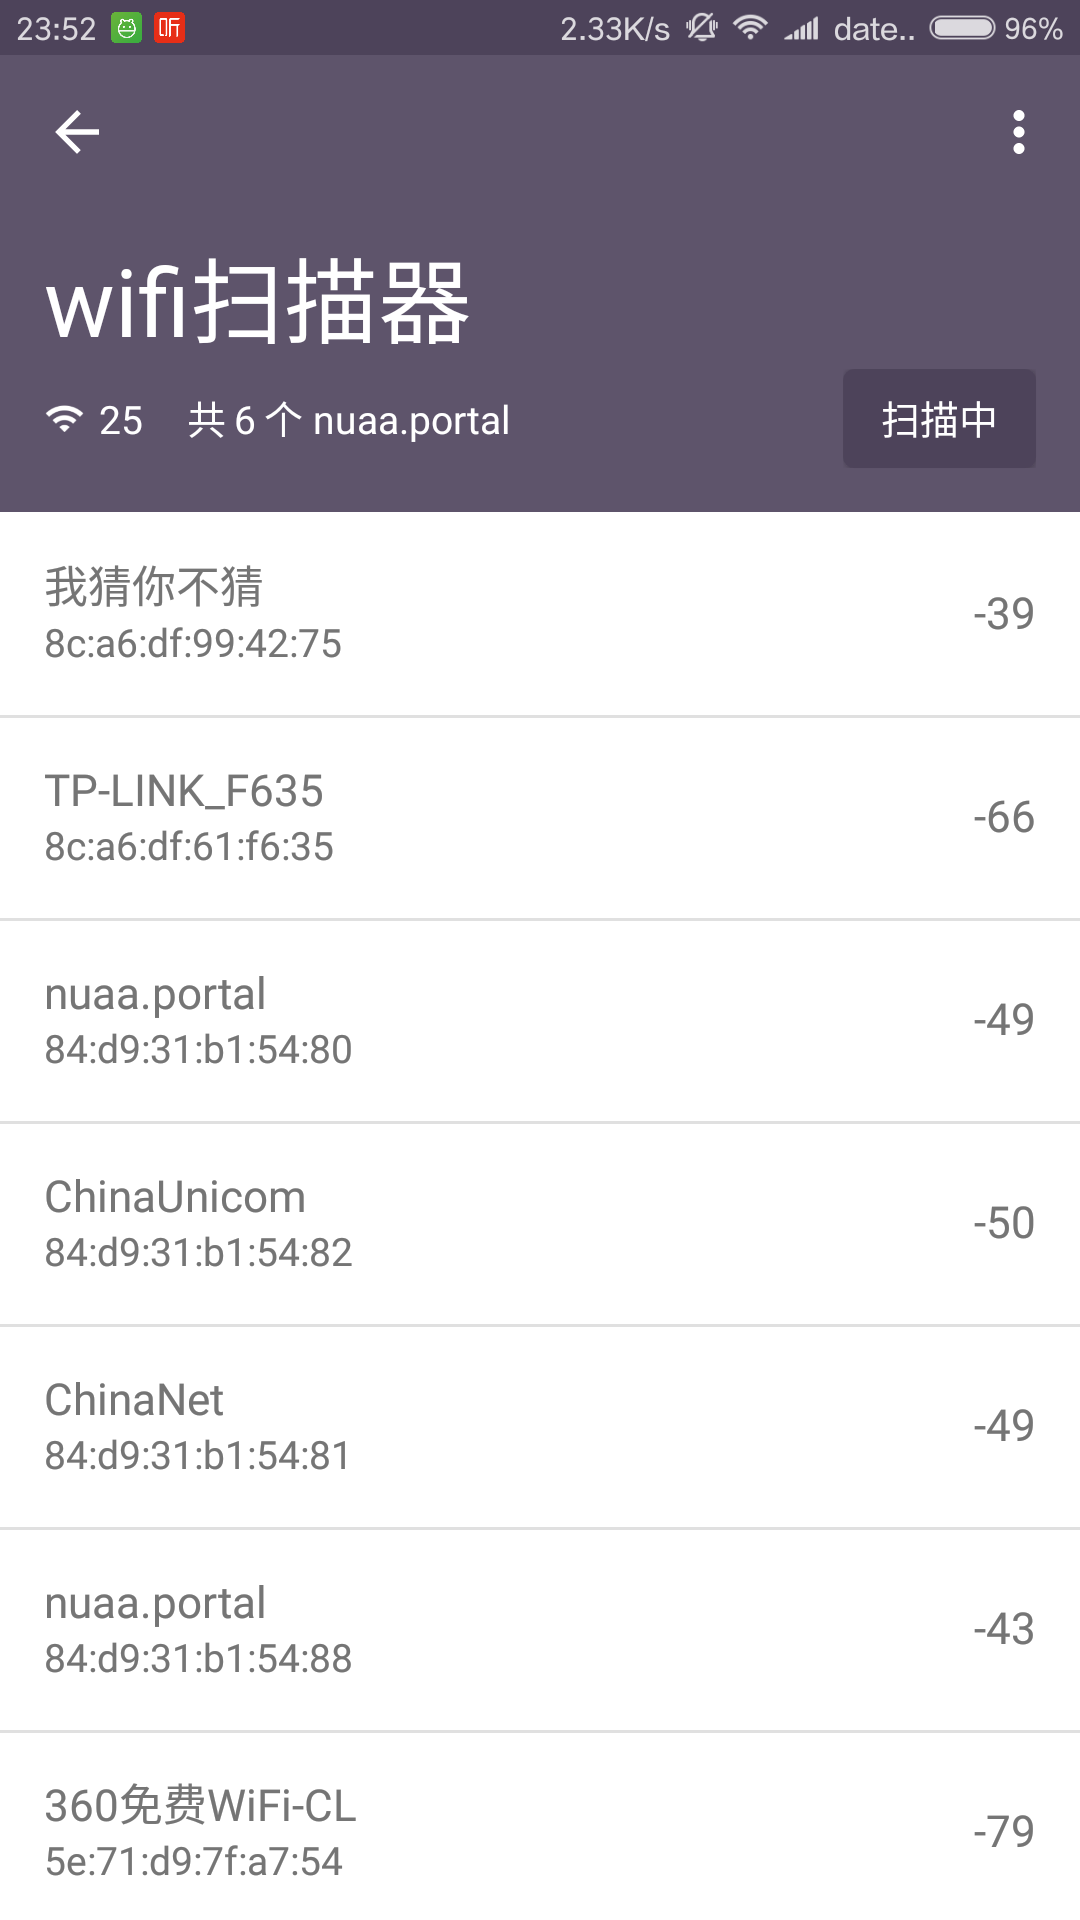 23:52 听 2.33K/s date.. 96%
wifi扫描器
25 共 6 个 nuaa.portal 扫描中
我猜你不猜
8c:a6:df:99:42:75
-39
TP-LINK_F635
8c:a6:df:61:f6:35
-66
nuaa.portal
84:d9:31:b1:54:80
-49
ChinaUnicom
84:d9:31:b1:54:82
-50
ChinaNet
84:d9:31:b1:54:81
-49
nuaa.portal
84:d9:31:b1:54:88
-43
360免费WiFi-CL
5e:71:d9:7f:a7:54
-79